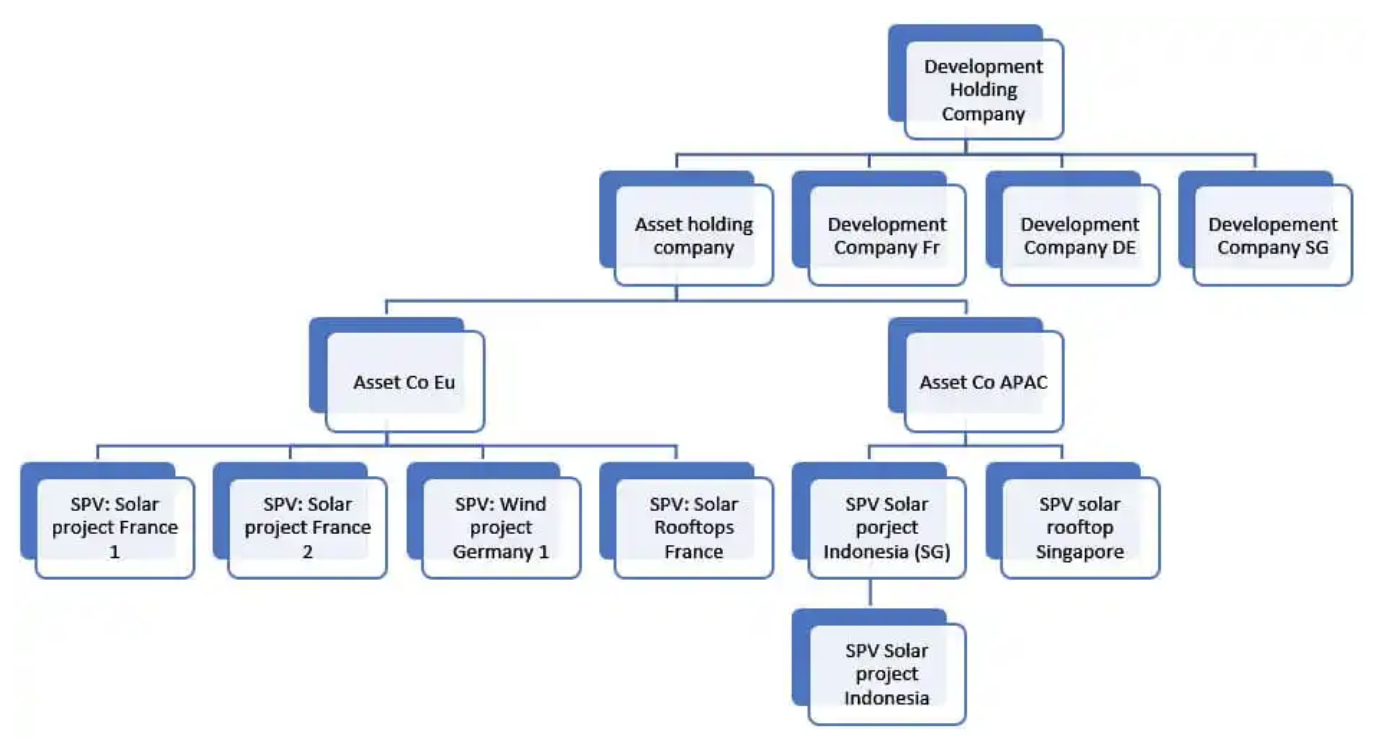 Development
Holding
Company
Asset holding
company
Development
Company Fr
Development
Company DE
Developement
Company SG
Asset Co Eu
Asset Co APAC
SPV: Solar
project France
1
SPV: Solar
project France
2
SPV: Wind
project
Germany 1
SPV: Solar
Rooftops
France
SPV Solar
porject
Indonesia (SG)
SPV solar
rooftop
Singapore
SPV Solar
project
Indonesia